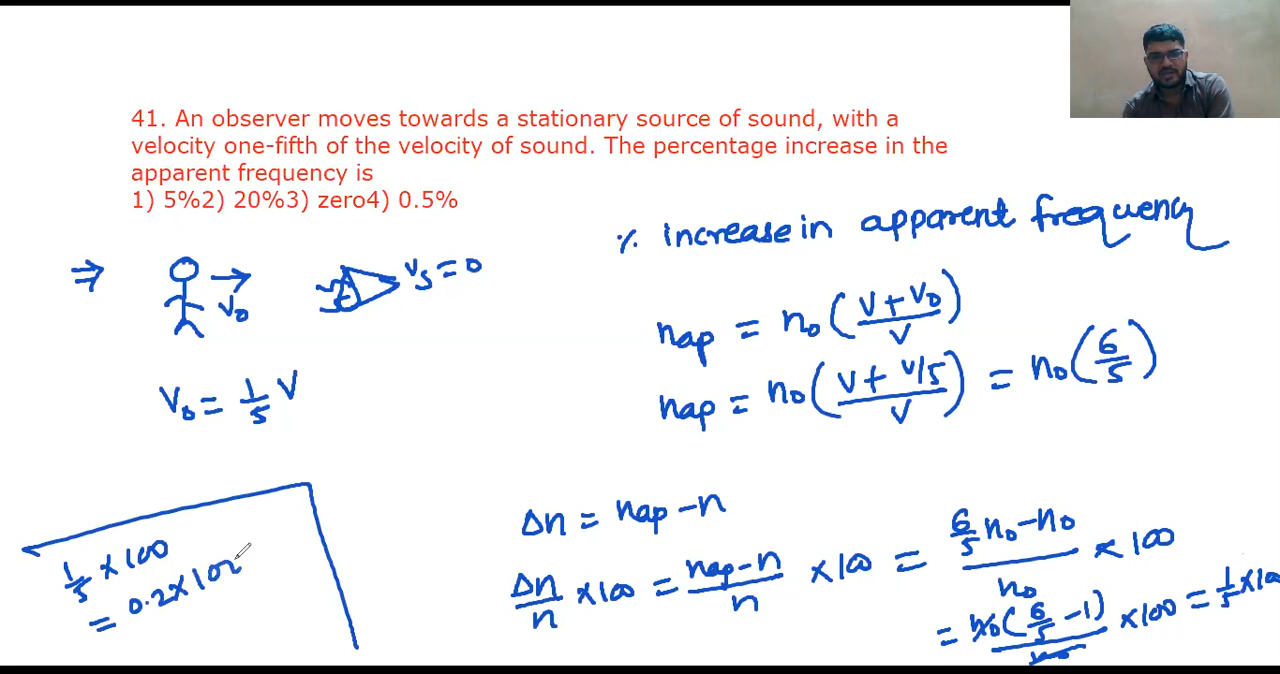 41. An observer moves towards a stationary source of sound, with a
velocity one-fifth of the velocity of sound. The percentage increase in the
apparent frequency is
1) 5%2) 20%3) zero4) 0.5%
% increase in apparent frequency
⇒ V₀ → Vs = 0
nap = n₀ ( (V + V₀) / V )
V₀ = 1/5 V
nap = n₀ ( (V + V/5) / V ) = n₀ (6/5)
Δn = nap - n
Δn/n × 100 = (nap - n)/n × 100 = (6/5 n₀ - n₀)/n₀ × 100
= n₀ (6/5 - 1)/n₀ × 100 = 1/5 × 100
1/5 × 100
= 0.2 × 100